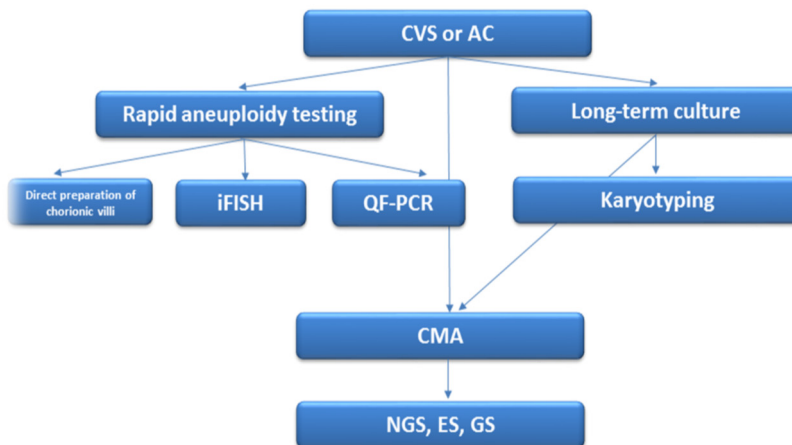 CVS or AC
Rapid aneuploidy testing
Long-term culture
Direct preparation of
chorionic villi
iFISH
QF-PCR
Karyotyping
CMA
NGS, ES, GS